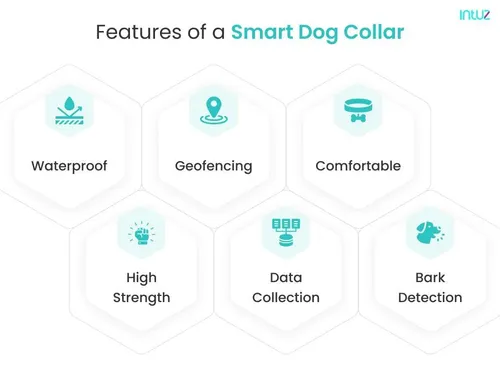 INTUZ
Features of a Smart Dog Collar
Waterproof
Geofencing
Comfortable
High
Strength
Data
Collection
Bark
Detection